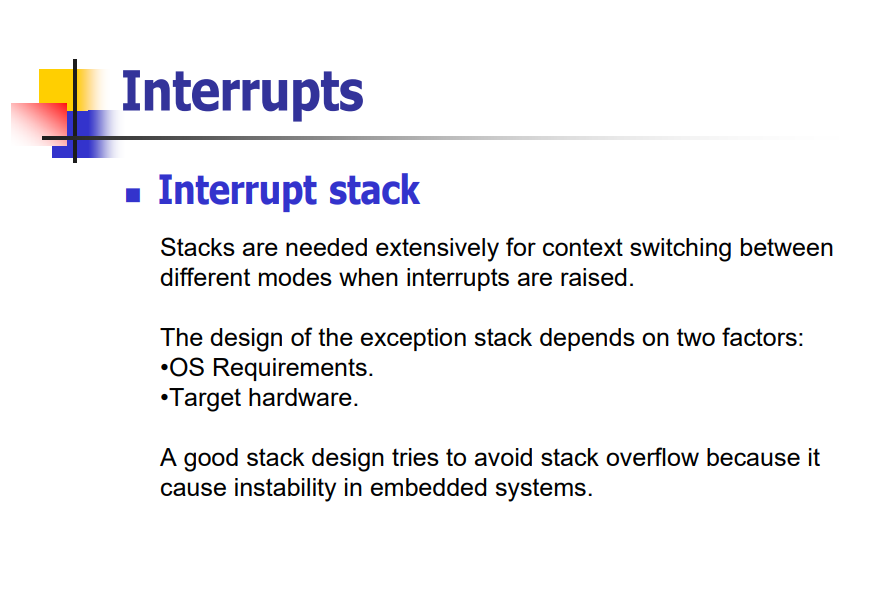 Interrupts
Interrupt stack
Stacks are needed extensively for context switching between
different modes when interrupts are raised.
The design of the exception stack depends on two factors:
•OS Requirements.
•Target hardware.
A good stack design tries to avoid stack overflow because it
cause instability in embedded systems.